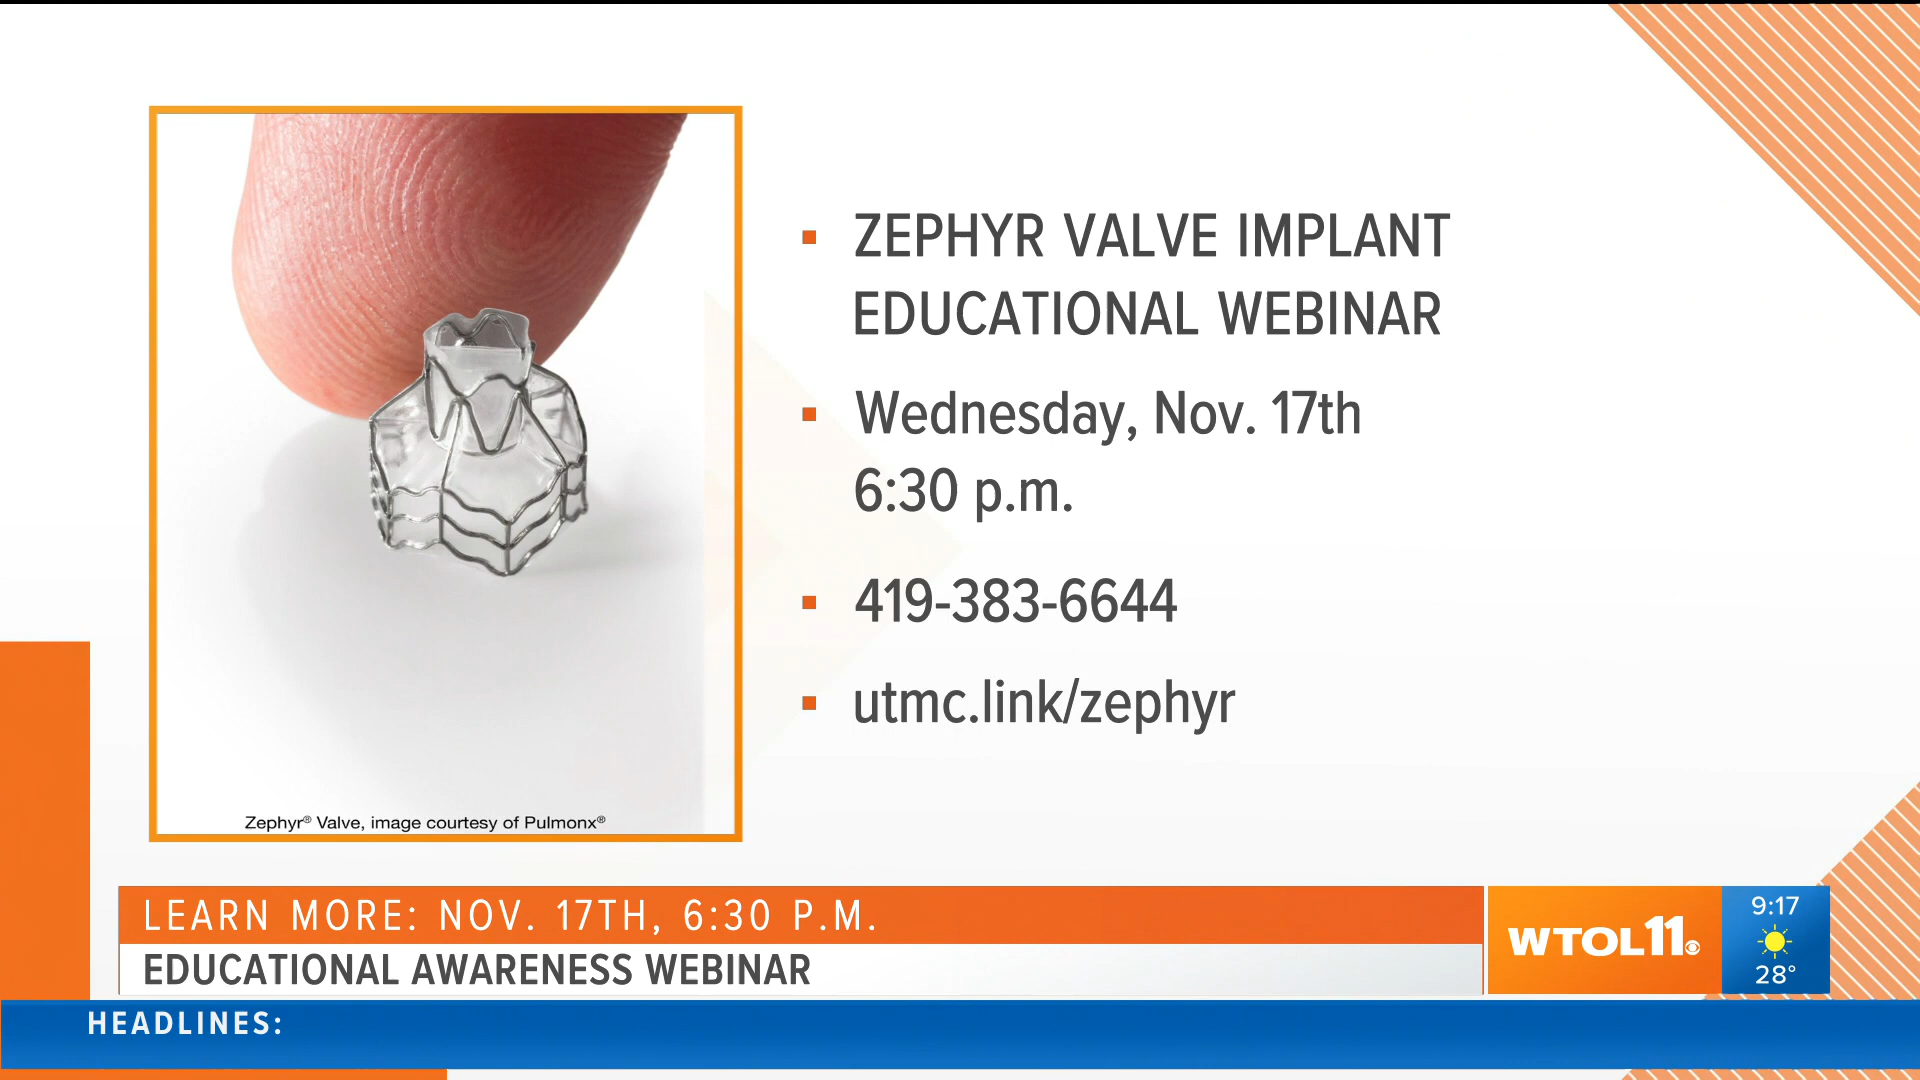 ZEPHYR VALVE IMPLANT
EDUCATIONAL WEBINAR
Wednesday, Nov. 17th
6:30 p.m.
419-383-6644
utmc.link/zephyr
Zephyr® Valve, image courtesy of Pulmonx®
LEARN MORE: NOV. 17TH, 6:30 P.M.
EDUCATIONAL AWARENESS WEBINAR
WTOL11
9:17
28°
HEADLINES: